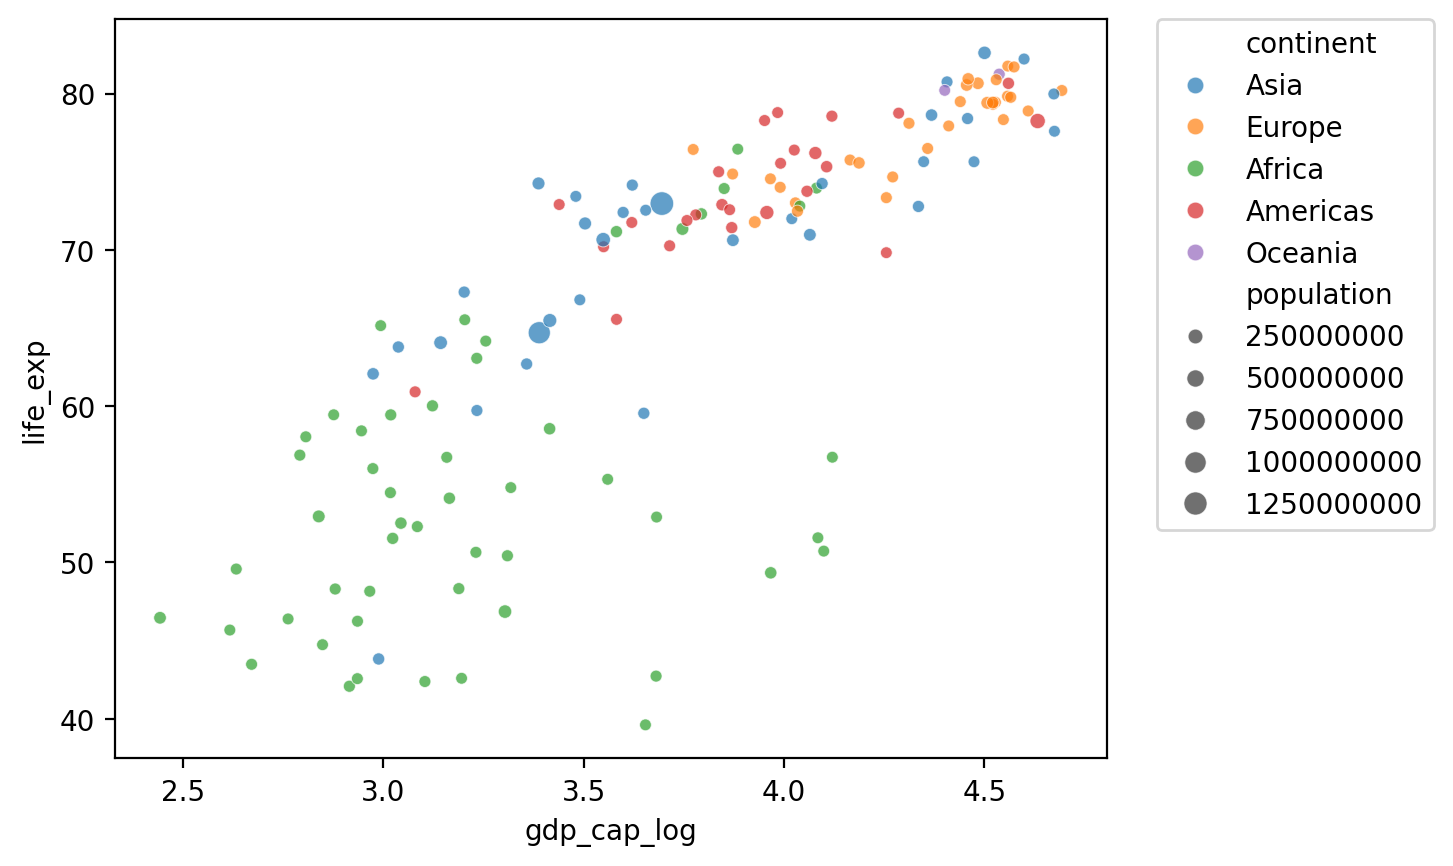 80
70
60
50
40
life_exp
2.5 3.0 3.5 4.0 4.5
gdp_cap_log
continent
Asia
Europe
Africa
Americas
Oceania
population
250000000
500000000
750000000
1000000000
1250000000